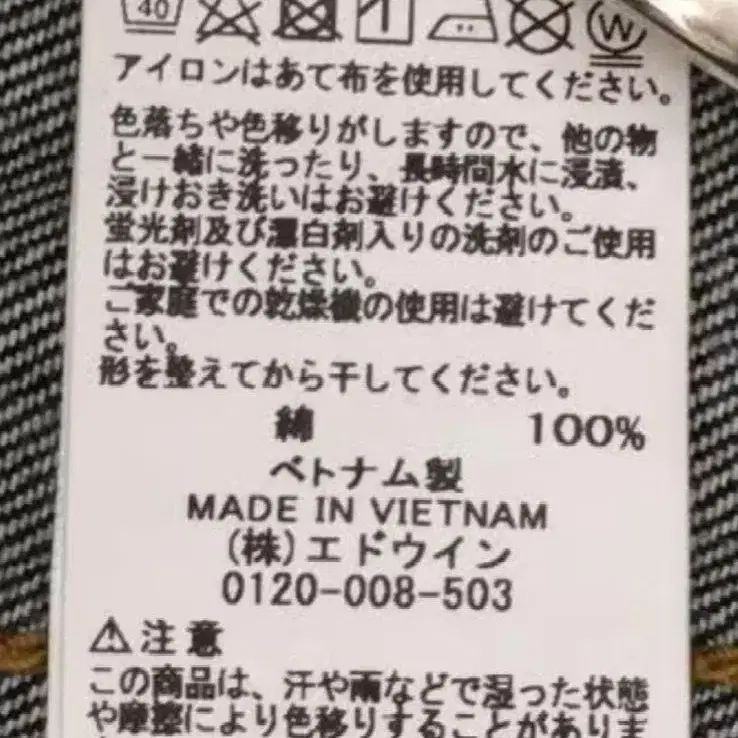 40
W
アイロンはあて布を使用してください。
色落ちや色移りがしますので、他の物
と一緒に洗ったり、長時間水に浸漬、
浸けおき洗いはお避けください。
蛍光剤及び漂白剤入りの洗剤のご使用
はお避けください。
ご家庭での乾燥機の使用は避けてくだ
さい。
形を整えてから干してください。
綿 100%
ベトナム製
MADE IN VIETNAM
(株)エドウイン
0120-008-503
⚠注意
この商品は、汗や雨などで湿った状態
や摩擦により色移りすることがありま